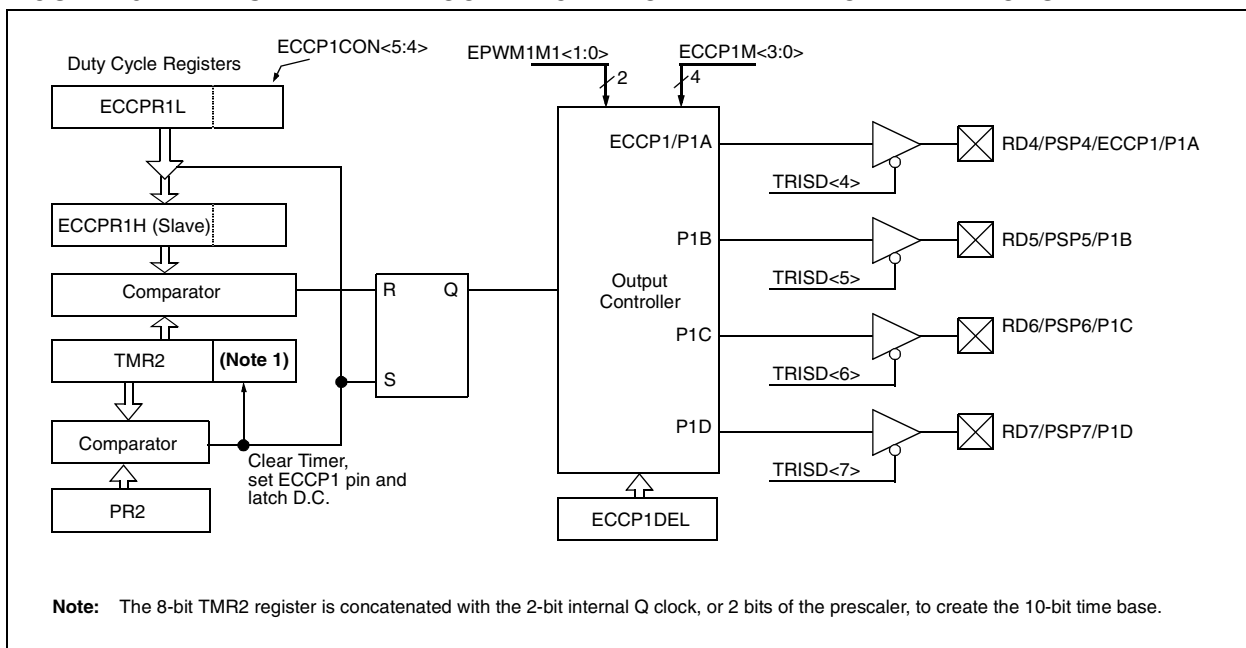 ECCP1CON<5:4>
Duty Cycle Registers
ECCPR1L
ECCPR1H (Slave)
Comparator
TMR2
(Note 1)
Comparator
PR2
Clear Timer,
set ECCP1 pin and
latch D.C.
R
Q
S
EPWM1M1<1:0>
2
ECCP1M<3:0>
4
Output
Controller
ECCP1/P1A
P1B
P1C
P1D
ECCP1DEL
TRISD<4>
RD4/PSP4/ECCP1/P1A
TRISD<5>
RD5/PSP5/P1B
TRISD<6>
RD6/PSP6/P1C
TRISD<7>
RD7/PSP7/P1D
Note: The 8-bit TMR2 register is concatenated with the 2-bit internal Q clock, or 2 bits of the prescaler, to create the 10-bit time base.